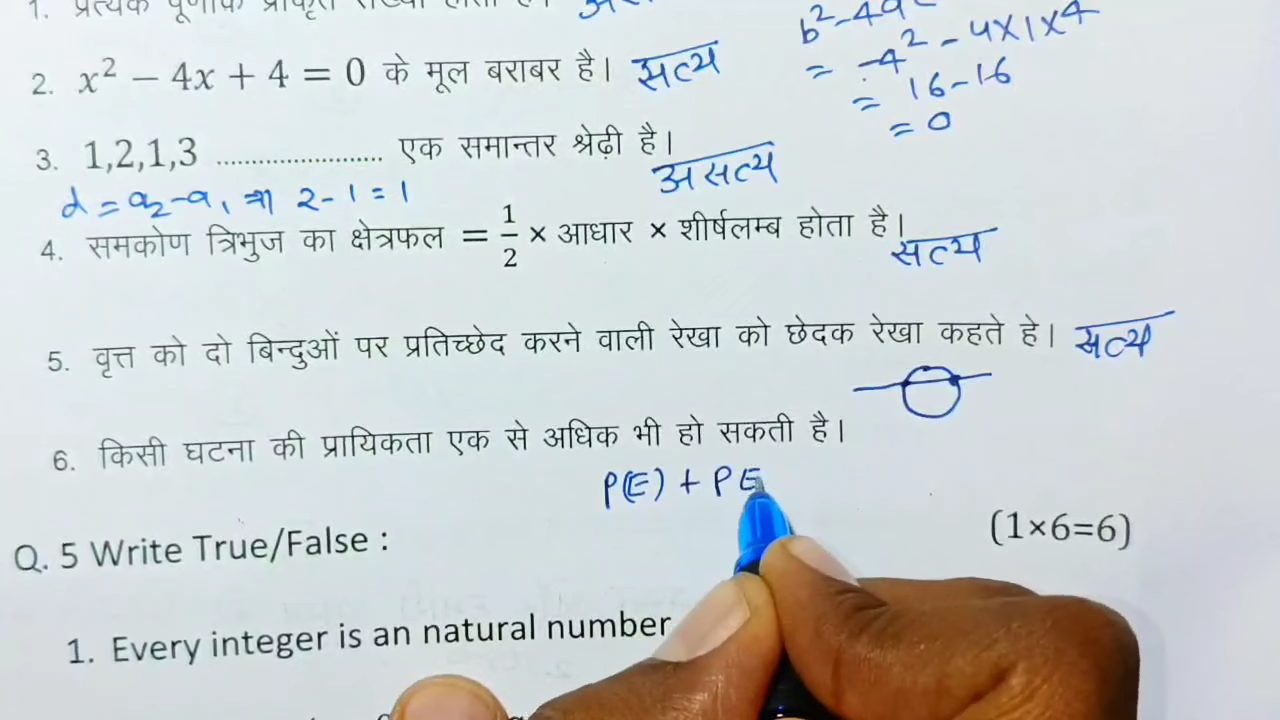 1. प्रत्येक पूर्णांक प्राकृत संख्या होता है।
b² - 4a
2. x² − 4x + 4 = 0 के मूल बराबर है। सत्य
= -4² - 4×1×4
= 16-16
= 0
3. 1,2,1,3 ........................ एक समान्तर श्रेढ़ी है। असत्य
d = a₂-a₁ ⇒ 2-1=1
4. समकोण त्रिभुज का क्षेत्रफल = 1/2 × आधार × शीर्षलम्ब होता है। सत्य
5. वृत्त को दो बिन्दुओं पर प्रतिच्छेद करने वाली रेखा को छेदक रेखा कहते हे। सत्य
6. किसी घटना की प्रायिकता एक से अधिक भी हो सकती है।
P(E) + P E
Q. 5 Write True/False :
(1×6=6)
1. Every integer is an natural number